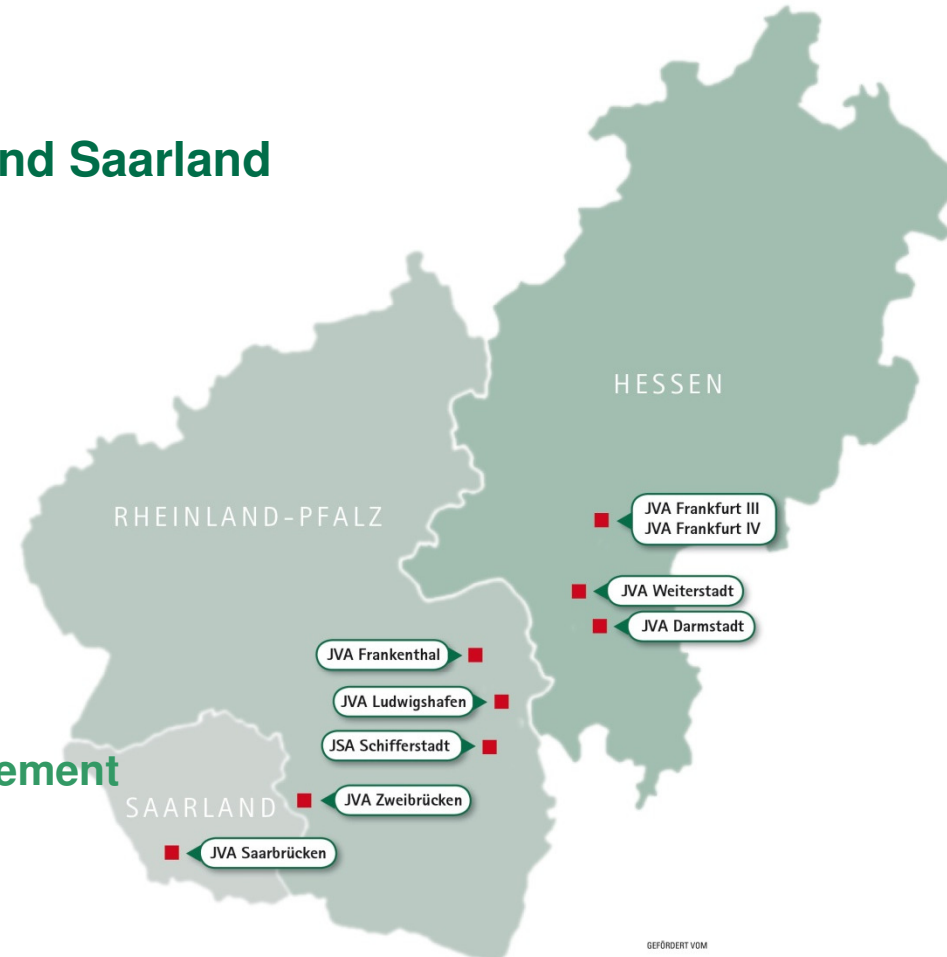 nd Saarland
HESSEN
RHEINLAND-PFALZ
JVA Frankfurt III
JVA Frankfurt IV
JVA Weiterstadt
JVA Darmstadt
JVA Frankenthal
JVA Ludwigshafen
JSA Schifferstadt
ement
SAARLAND
JVA Zweibrücken
JVA Saarbrücken
GEFÖRDERT VOM